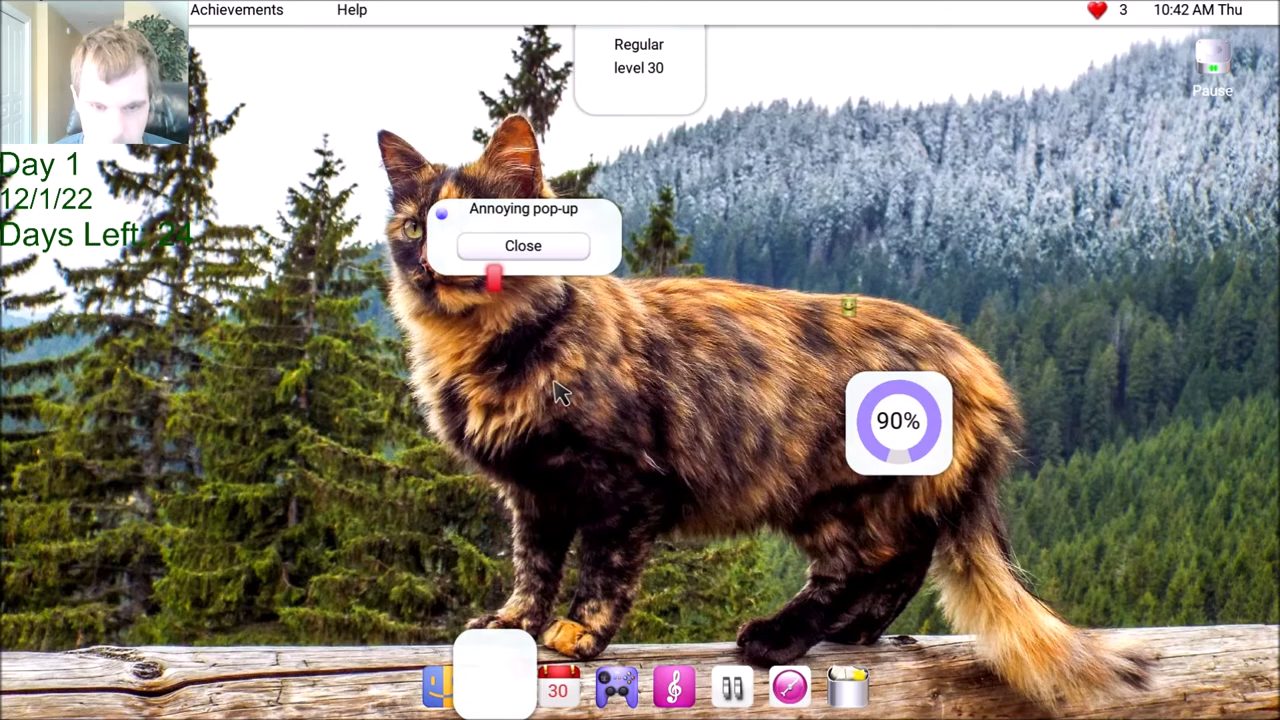 Achievements
Help
3
10:42 AM Thu
Regular
level 30
Pause
Day 1
12/1/22
Days Left: 24
Annoying pop-up
Close
90%
30